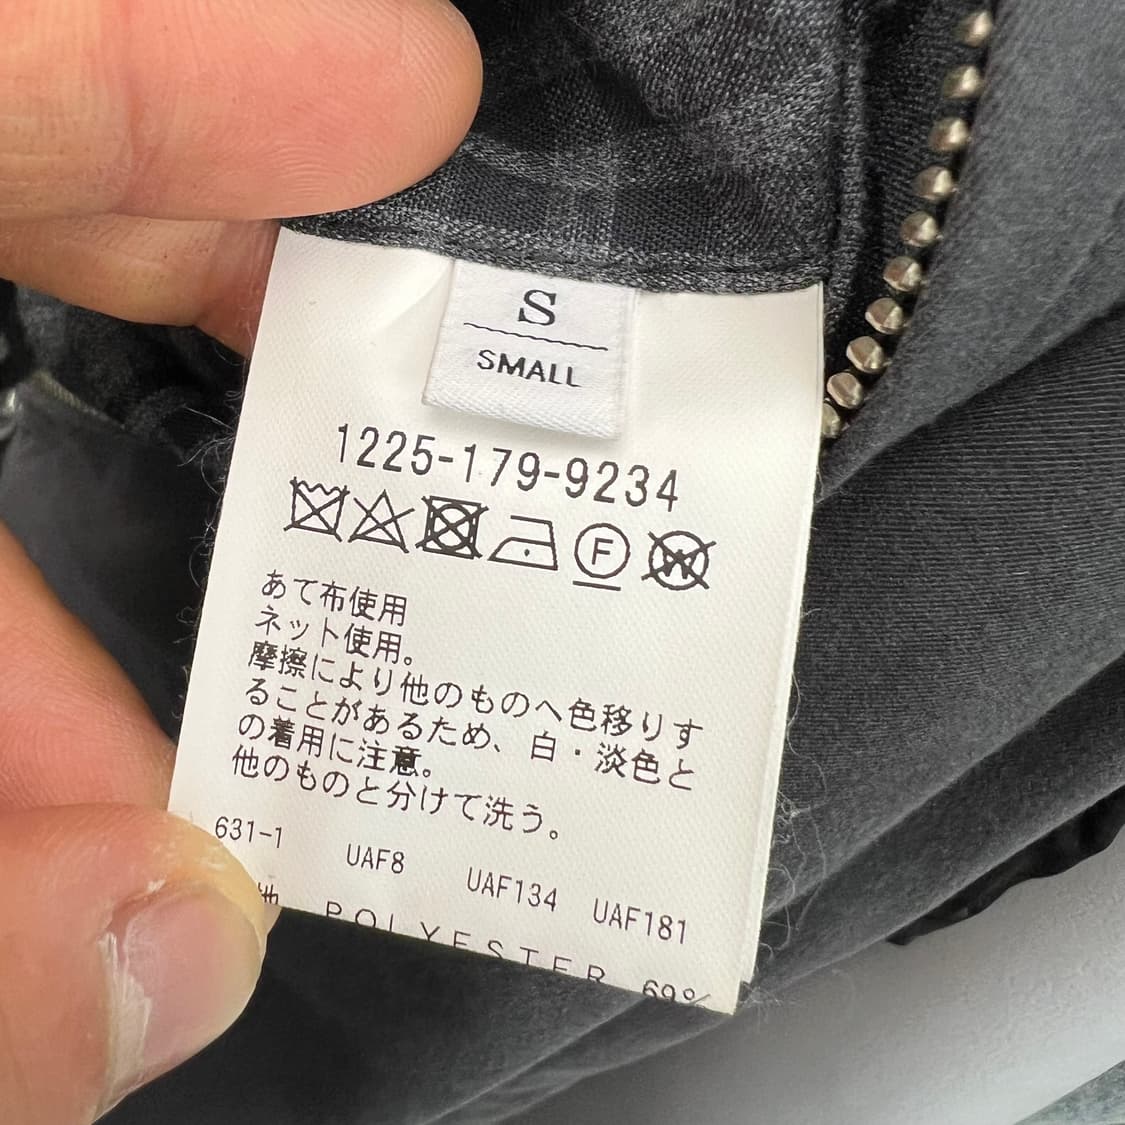 S
SMALL
1225-179-9234
F
W
あて布使用
ネット使用。
摩擦により他のものへ色移りす
ることがあるため、白・淡色と
の着用に注意。
他のものと分けて洗う。
631-1 UAF8 UAF134 UAF181
地 POLYESTER 69%